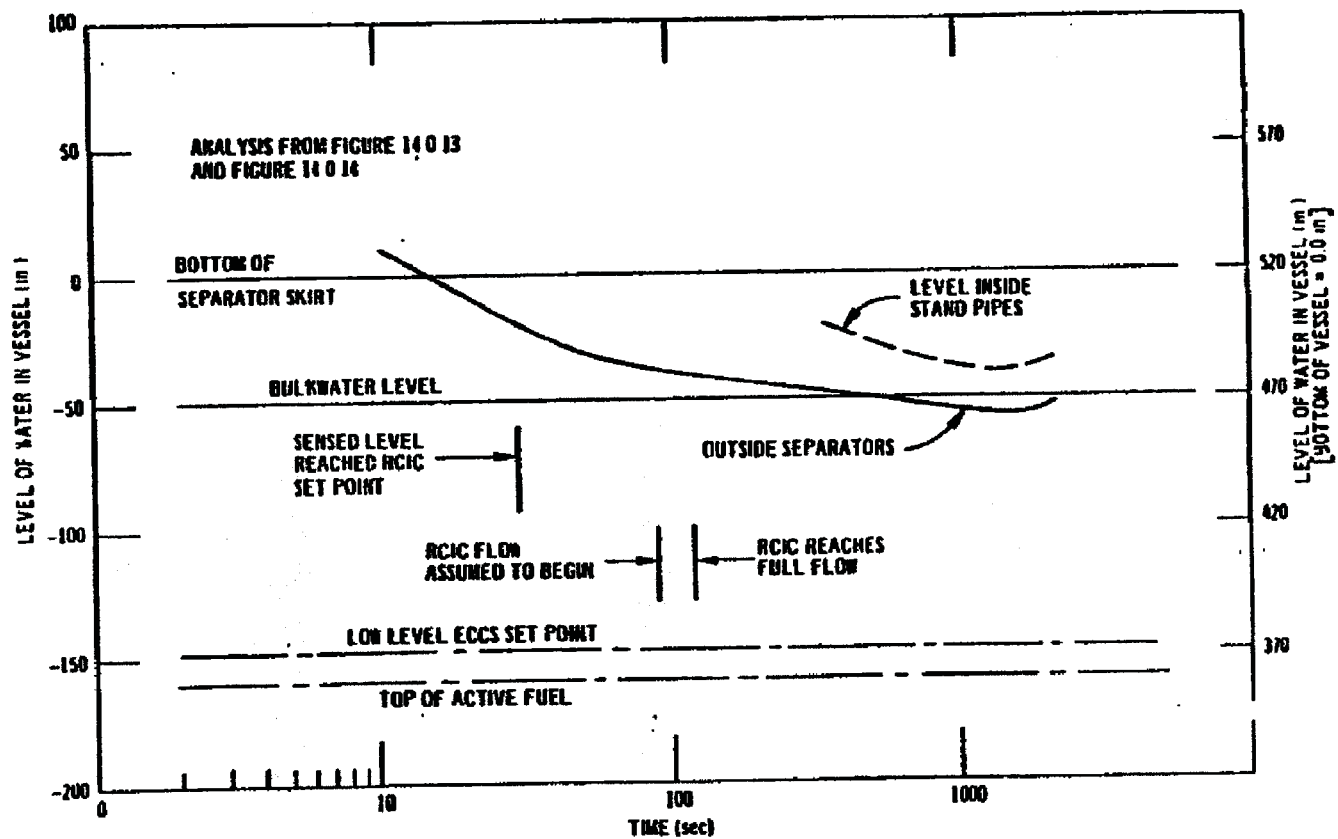 100
50
0
-50
-100
-150
-200
LEVEL OF WATER IN VESSEL (in)
ANALYSIS FROM FIGURE 14 0 13
AND FIGURE 14 0 14
BOTTOM OF
SEPARATOR SKIRT
LEVEL INSIDE
STAND PIPES
BULKWATER LEVEL
OUTSIDE SEPARATORS
SENSED LEVEL
REACHED RCIC
SET POINT
RCIC FLOW
ASSUMED TO BEGIN
RCIC REACHES
FULL FLOW
LOW LEVEL ECCS SET POINT
TOP OF ACTIVE FUEL
570
520
470
420
370
LEVEL OF WATER IN VESSEL (in)
[BOTTOM OF VESSEL = 0.0 in]
0
10
100
1000
TIME (sec)